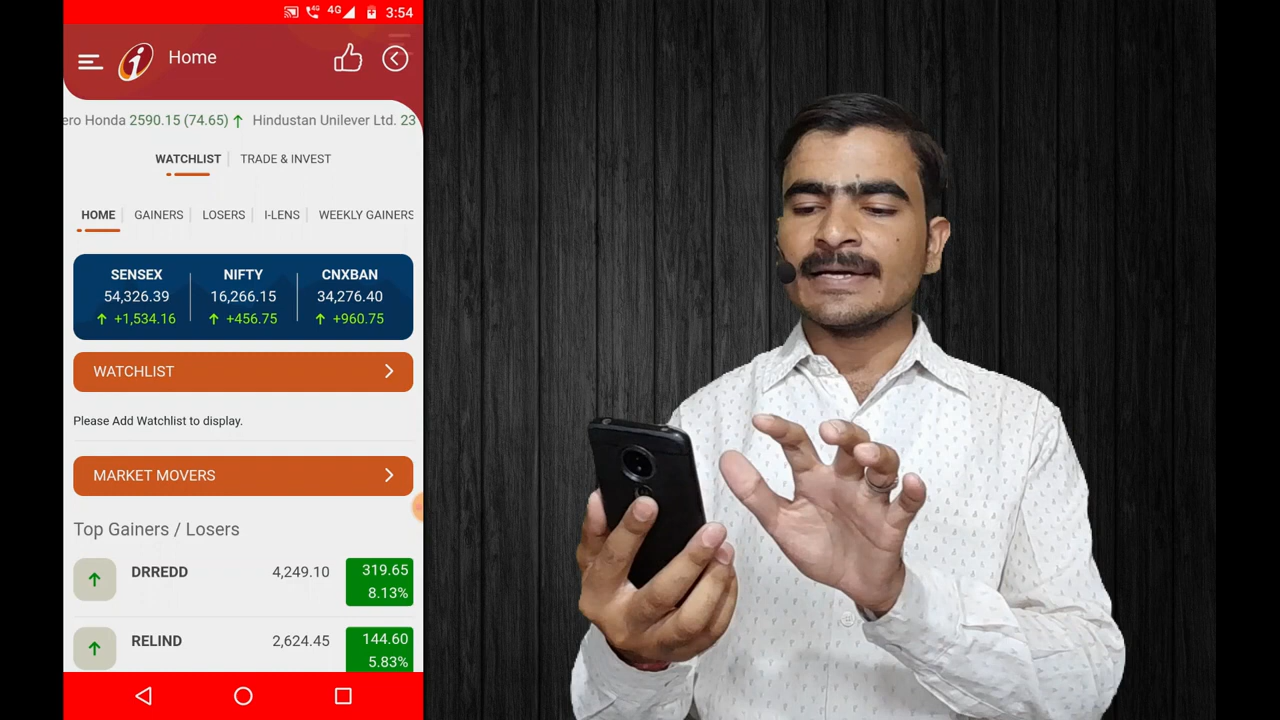 4G 4G 3:54
Home
ero Honda 2590.15 (74.65) ↑ Hindustan Unilever Ltd. 23
WATCHLIST TRADE & INVEST
HOME GAINERS LOSERS I-LENS WEEKLY GAINERS
SENSEX NIFTY CNXBAN
54,326.39 16,266.15 34,276.40
↑ +1,534.16 ↑ +456.75 ↑ +960.75
WATCHLIST
Please Add Watchlist to display.
MARKET MOVERS
Top Gainers / Losers
↑ DRREDD 4,249.10 319.65
8.13%
↑ RELIND 2,624.45 144.60
5.83%